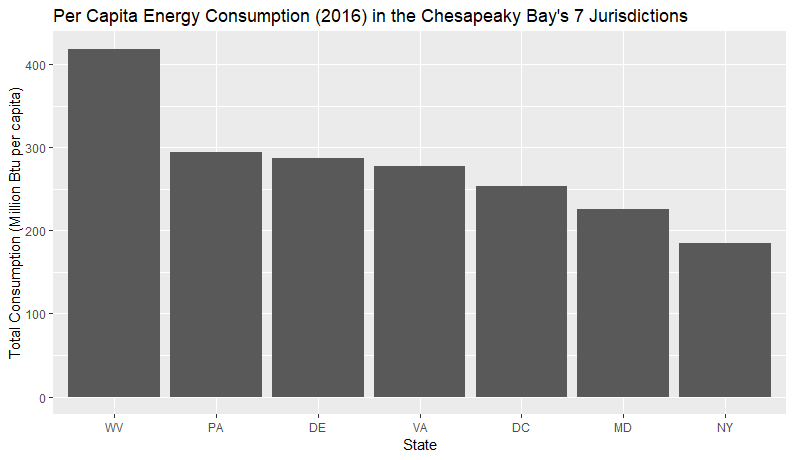 Per Capita Energy Consumption (2016) in the Chesapeaky Bay's 7 Jurisdictions
Total Consumption (Million Btu per capita)
400
300
200
100
0
WV PA DE VA DC MD NY
State